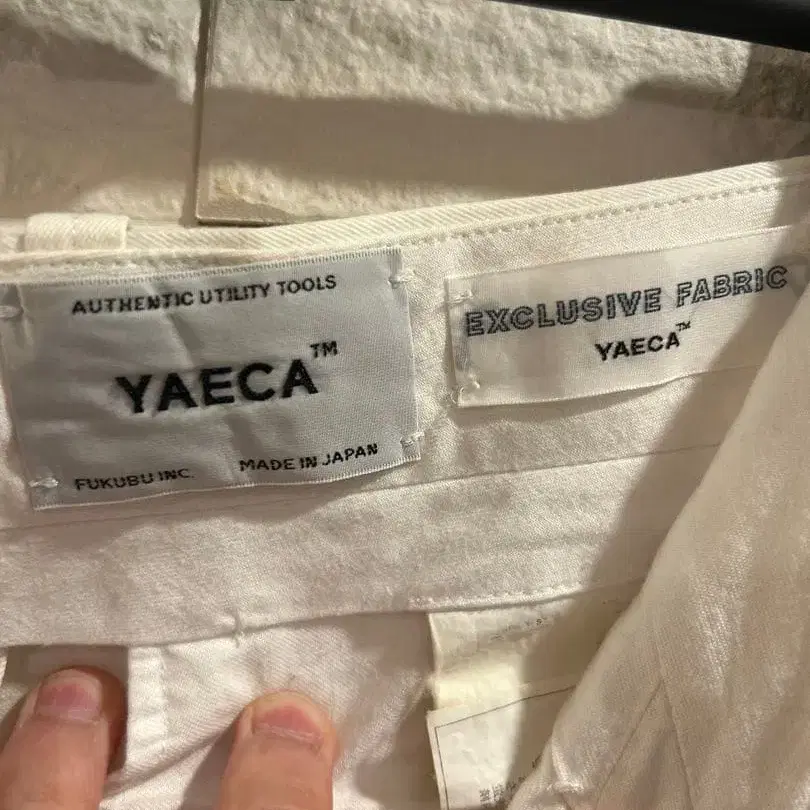 AUTHENTIC UTILITY TOOLS
YAECA™
FUKUBU INC. MADE IN JAPAN
EXCLUSIVE FABRIC
YAECA™